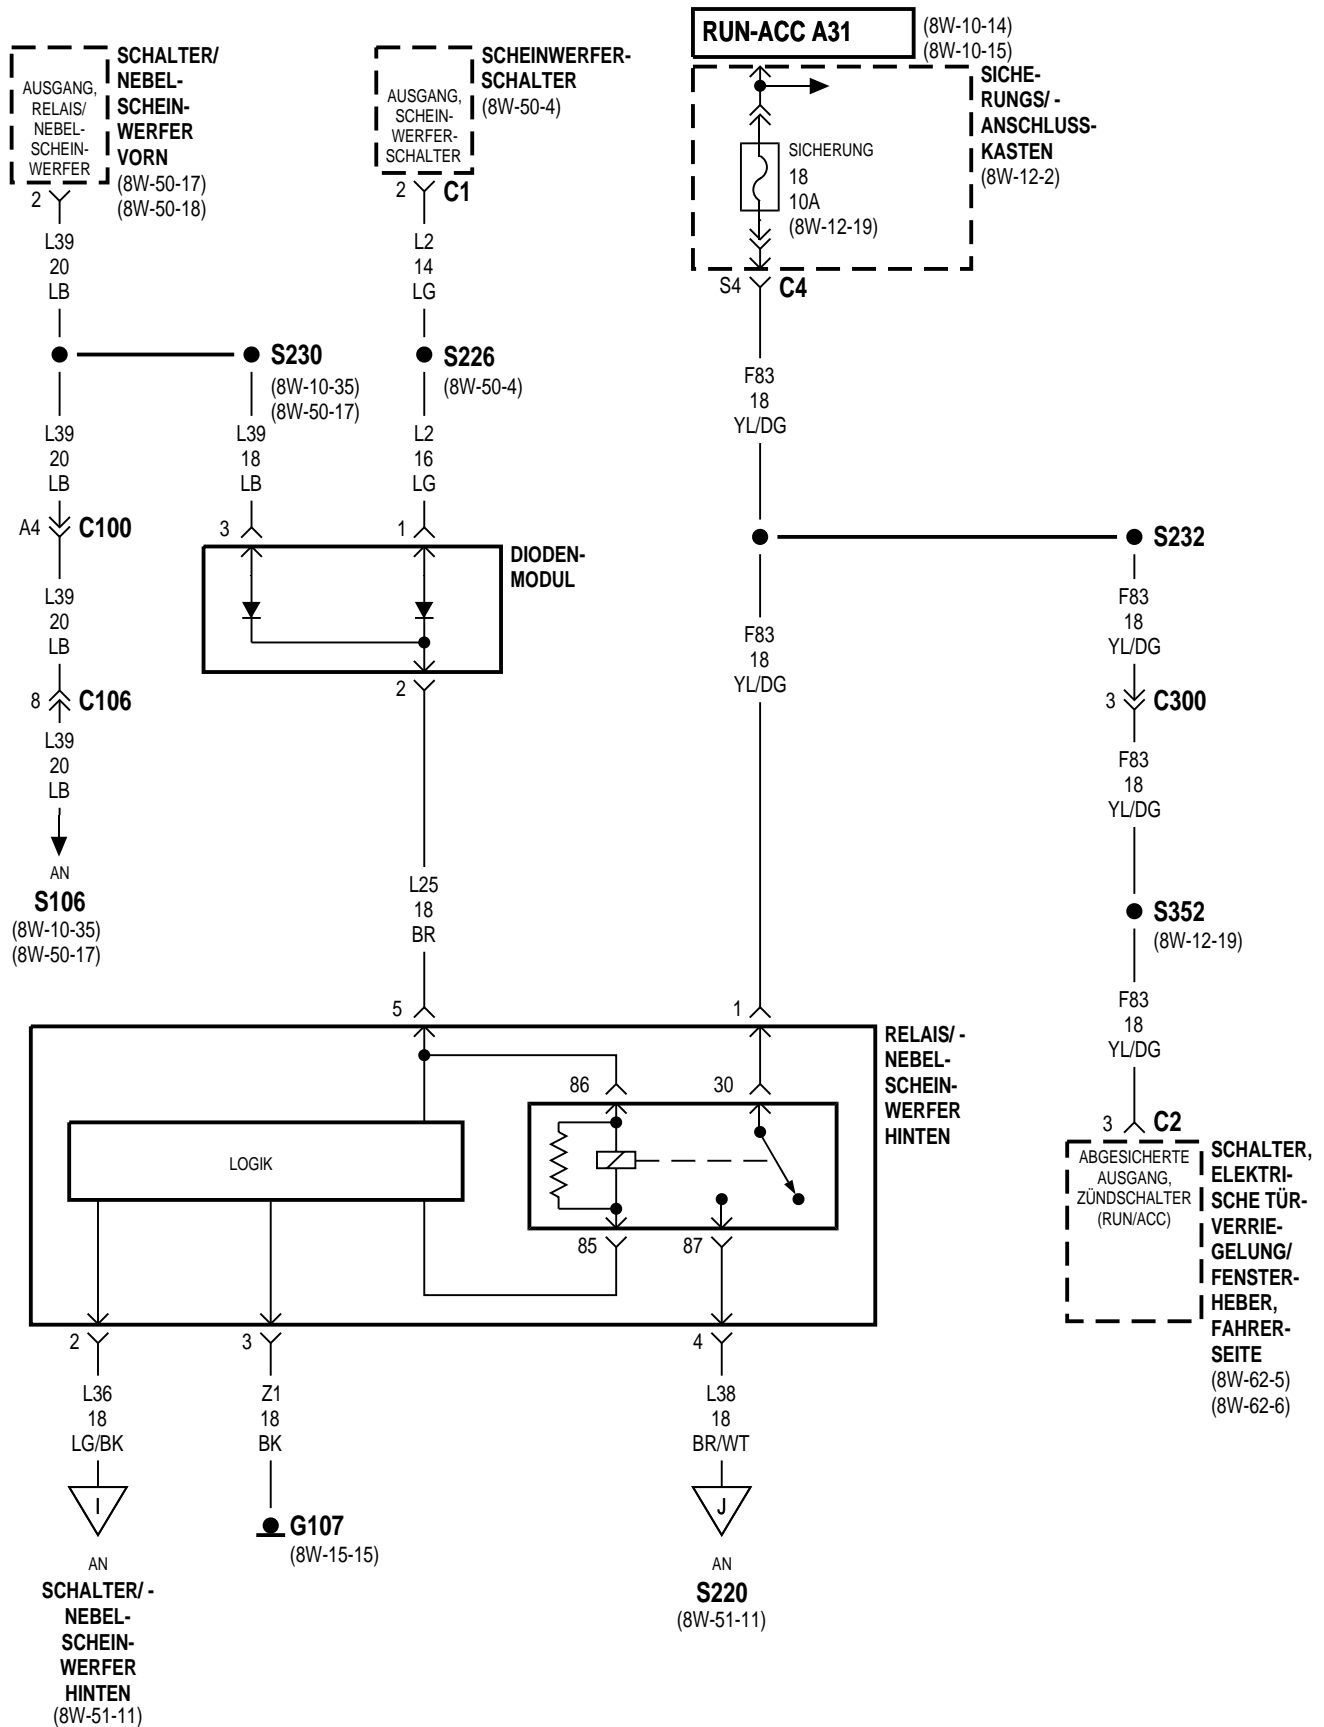 RUN-ACC A31
(8W-10-14)
(8W-10-15)
SCHALTER/
NEBEL-
SCHEIN-
WERFER
VORN
(8W-50-17)
(8W-50-18)
AUSGANG,
RELAIS/
NEBEL-
SCHEIN-
WERFER
2
L39
20
LB
SCHEINWERFER-
SCHALTER
(8W-50-4)
AUSGANG,
SCHEIN-
WERFER-
SCHALTER
2
C1
L2
14
LG
SICHE-
RUNGS/ -
ANSCHLUSS-
KASTEN
(8W-12-2)
SICHERUNG
18
10A
(8W-12-19)
S4
C4
S230
(8W-10-35)
(8W-50-17)
S226
(8W-50-4)
F83
18
YL/DG
L39
20
LB
L39
18
LB
L2
16
LG
A4
C100
3
1
DIODEN-
MODUL
2
S232
L39
20
LB
F83
18
YL/DG
F83
18
YL/DG
8
C106
3
C300
L39
20
LB
F83
18
YL/DG
AN
S106
(8W-10-35)
(8W-50-17)
L25
18
BR
S352
(8W-12-19)
F83
18
YL/DG
5
1
RELAIS/ -
NEBEL-
SCHEIN-
WERFER
HINTEN
86
30
LOGIK
85
87
3
C2
ABGESICHERTE
AUSGANG,
ZÜNDSCHALTER
(RUN/ACC)
SCHALTER,
ELEKTRI-
SCHE TÜR-
VERRIE-
GELUNG/
FENSTER-
HEBER,
FAHRER-
SEITE
(8W-62-5)
(8W-62-6)
2
3
4
L36
18
LG/BK
Z1
18
BK
L38
18
BR/WT
I
G107
(8W-15-15)
J
AN
SCHALTER/ -
NEBEL-
SCHEIN-
WERFER
HINTEN
(8W-51-11)
AN
S220
(8W-51-11)